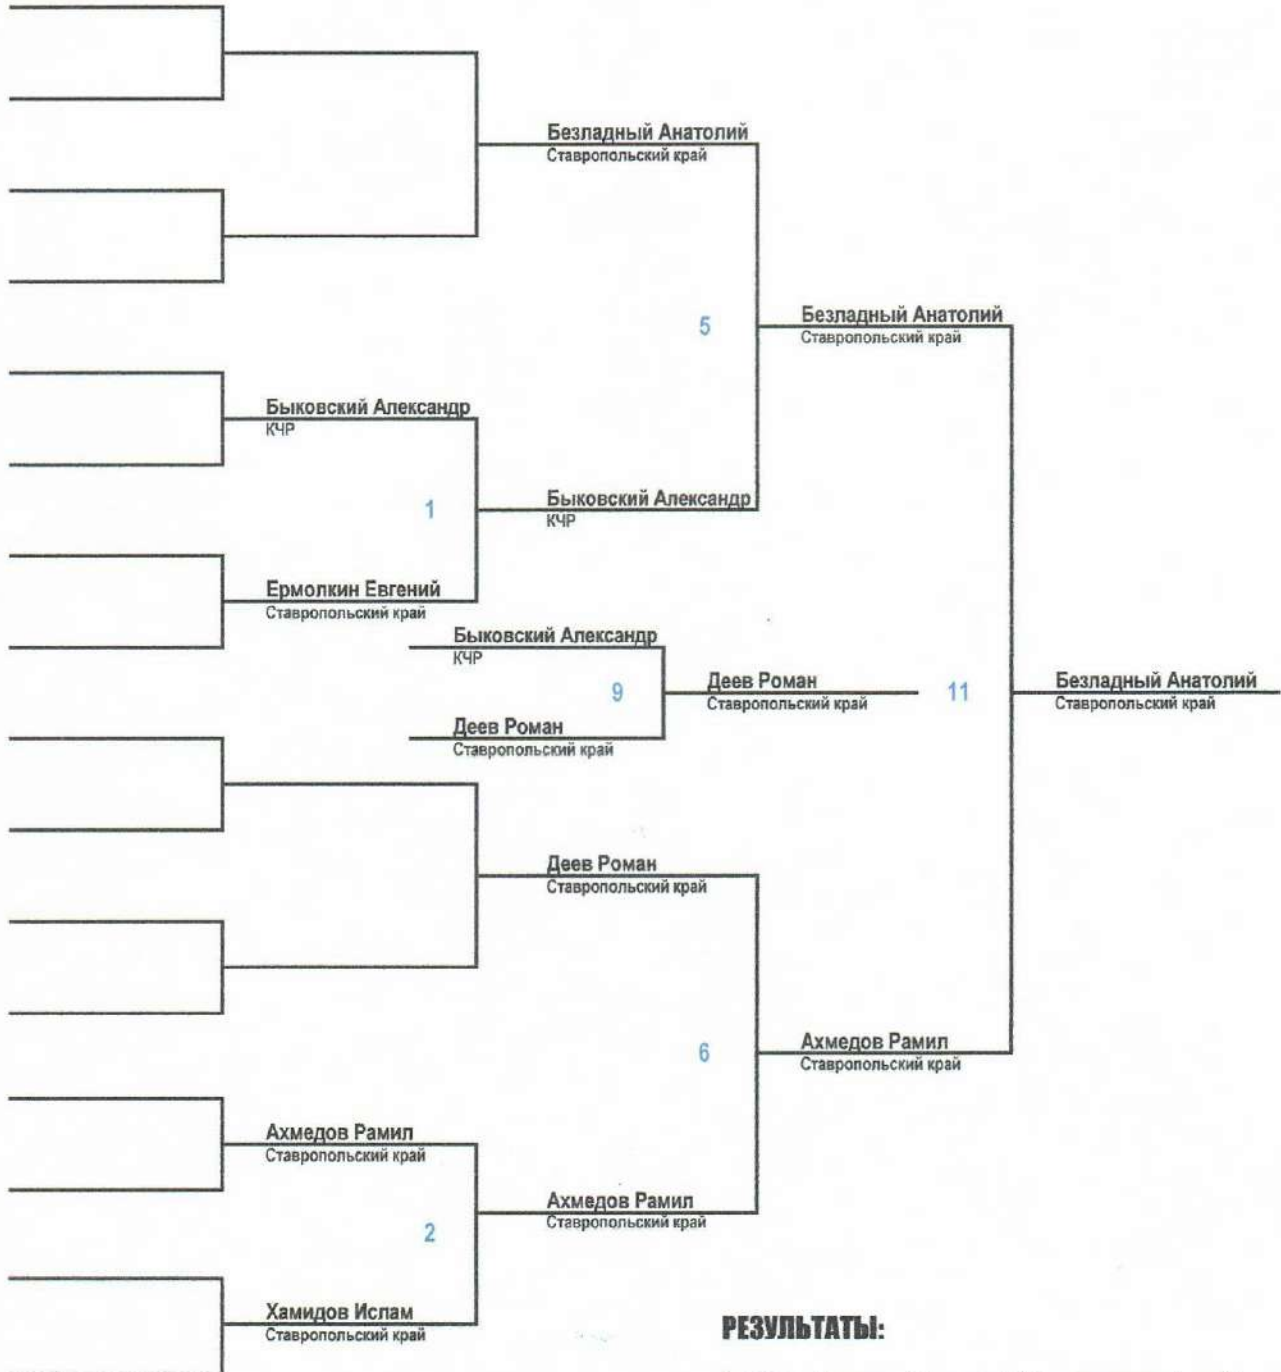 Безладный Анатолий
Ставропольский край
5
Безладный Анатолий
Ставропольский край
Быковский Александр
КЧР
1
Быковский Александр
КЧР
Ермолкин Евгений
Ставропольский край
Быковский Александр
КЧР
9
Деев Роман
Ставропольский край
11
Безладный Анатолий
Ставропольский край
Деев Роман
Ставропольский край
Деев Роман
Ставропольский край
6
Ахмедов Рамил
Ставропольский край
Ахмедов Рамил
Ставропольский край
2
Ахмедов Рамил
Ставропольский край
Хамидов Ислам
Ставропольский край
РЕЗУЛЬТАТЫ: